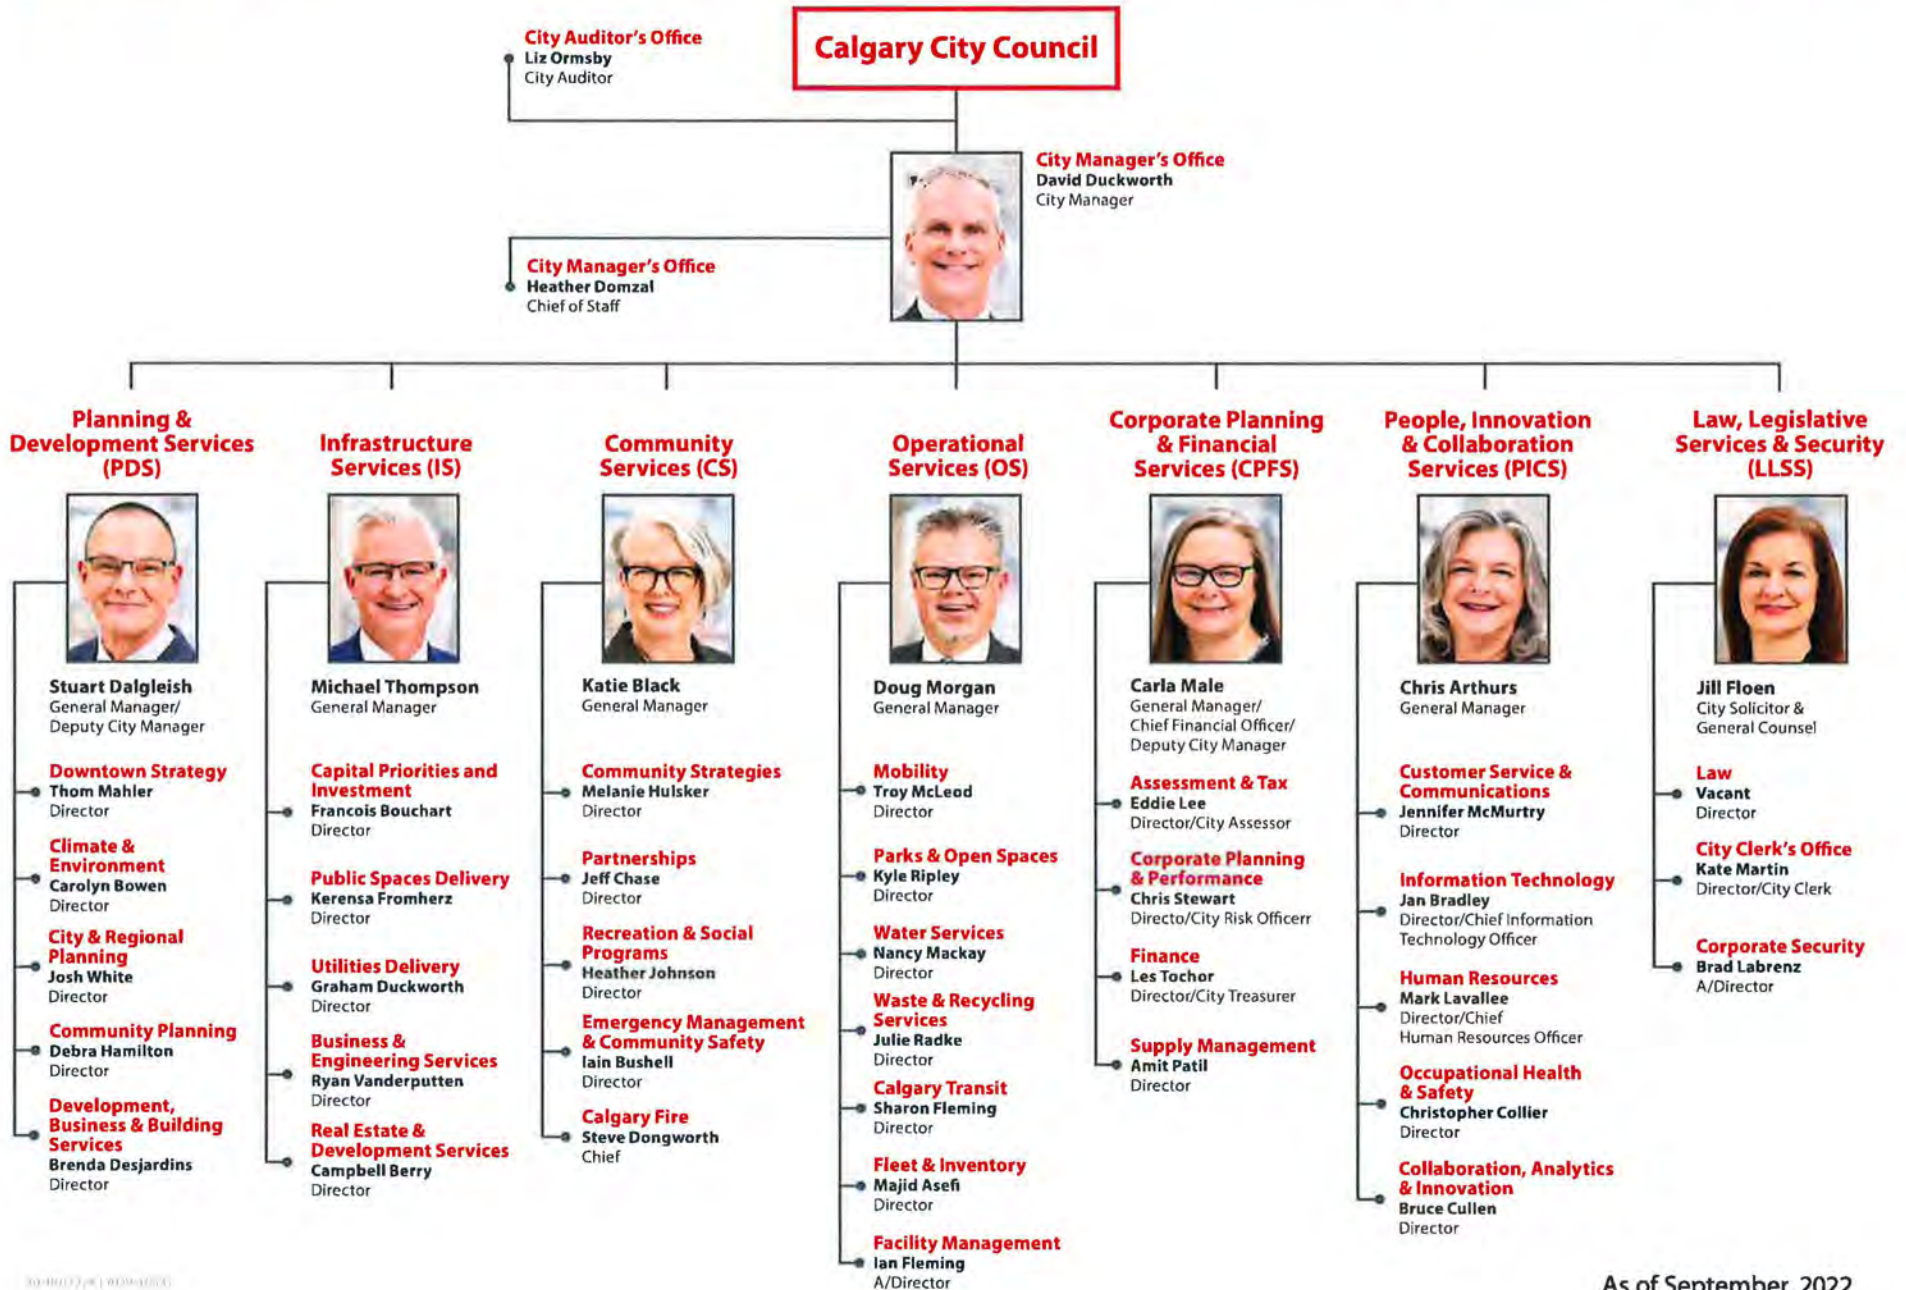 City Auditor's Office
Liz Ormsby
City Auditor
Calgary City Council
City Manager's Office
David Duckworth
City Manager
City Manager's Office
Heather Domzal
Chief of Staff
Planning &
Development Services
(PDS)
Stuart Dalgleish
General Manager/
Deputy City Manager
Downtown Strategy
Thom Mahler
Director
Climate &
Environment
Carolyn Bowen
Director
City & Regional
Planning
Josh White
Director
Community Planning
Debra Hamilton
Director
Development,
Business & Building
Services
Brenda Desjardins
Director
Infrastructure
Services (IS)
Michael Thompson
General Manager
Capital Priorities and
Investment
Francois Bouchart
Director
Public Spaces Delivery
Kerensa Fromherz
Director
Utilities Delivery
Graham Duckworth
Director
Business &
Engineering Services
Ryan Vanderputten
Director
Real Estate &
Development Services
Campbell Berry
Director
Community
Services (CS)
Katie Black
General Manager
Community Strategies
Melanie Hulsker
Director
Partnerships
Jeff Chase
Director
Recreation & Social
Programs
Heather Johnson
Director
Emergency Management
& Community Safety
Iain Bushell
Director
Calgary Fire
Steve Dongworth
Chief
Operational
Services (OS)
Doug Morgan
General Manager
Mobility
Troy McLeod
Director
Parks & Open Spaces
Kyle Ripley
Director
Water Services
Nancy Mackay
Director
Waste & Recycling
Services
Julie Radke
Director
Calgary Transit
Sharon Fleming
Director
Fleet & Inventory
Majid Asefi
Director
Facility Management
Ian Fleming
A/Director
Corporate Planning
& Financial
Services (CPFS)
Carla Male
General Manager/
Chief Financial Officer/
Deputy City Manager
Assessment & Tax
Eddie Lee
Director/City Assessor
Corporate Planning
& Performance
Chris Stewart
Directo/City Risk Officerr
Finance
Les Tochor
Director/City Treasurer
Supply Management
Amit Patil
Director
People, Innovation
& Collaboration
Services (PICS)
Chris Arthurs
General Manager
Customer Service &
Communications
Jennifer McMurtry
Director
Information Technology
Jan Bradley
Director/Chief Information
Technology Officer
Human Resources
Mark Lavallee
Director/Chief
Human Resources Officer
Occupational Health
& Safety
Christopher Collier
Director
Collaboration, Analytics
& Innovation
Bruce Cullen
Director
Law, Legislative
Services & Security
(LLSS)
Jill Floen
City Solicitor &
General Counsel
Law
Vacant
Director
City Clerk's Office
Kate Martin
Director/City Clerk
Corporate Security
Brad Labrenz
A/Director
As of September, 2022